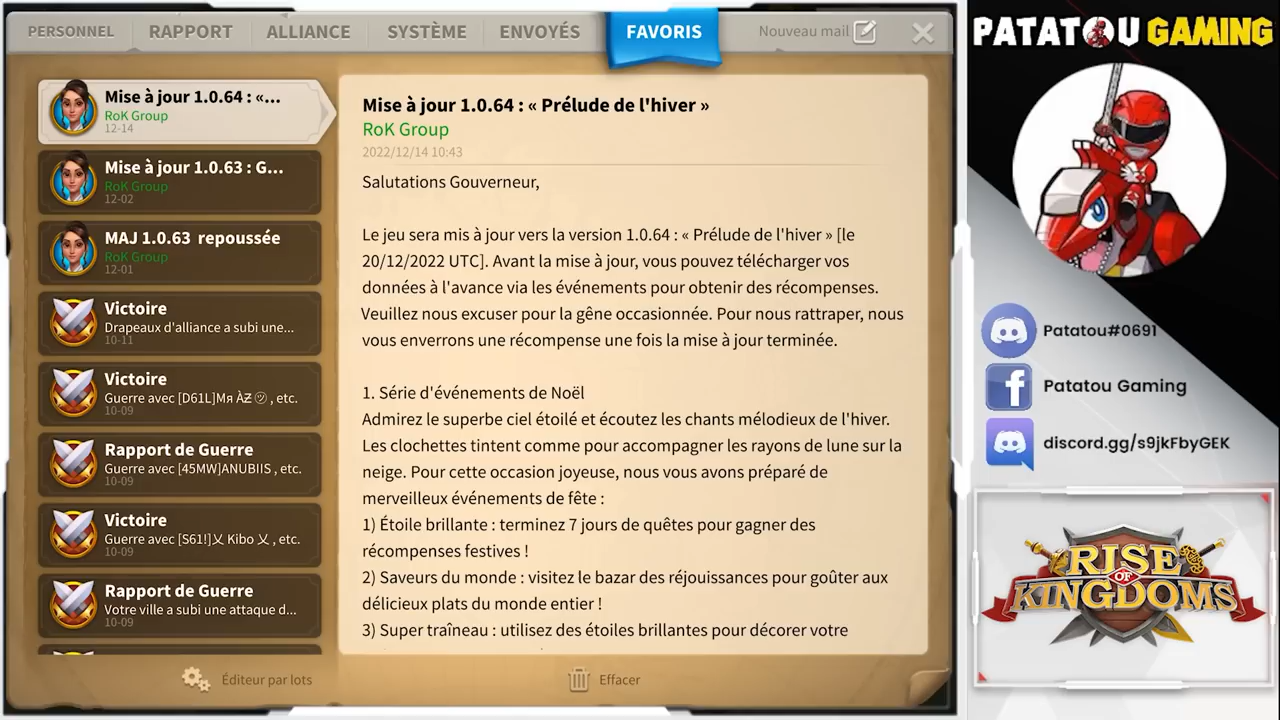 PERSONNEL
RAPPORT
ALLIANCE
SYSTÈME
ENVOYÉS
FAVORIS
Nouveau mail
Mise à jour 1.0.64 : «...
RoK Group
12-14
Mise à jour 1.0.63 : G...
RoK Group
12-02
MAJ 1.0.63 repoussée
RoK Group
12-01
Victoire
Drapeaux d'alliance a subi une...
10-11
Victoire
Guerre avec [D61L]Mя ÀƵ ㋡ , etc.
10-09
Rapport de Guerre
Guerre avec [45MW]ANUBIIS , etc.
10-09
Victoire
Guerre avec [S61!]乂 Kibo 乂 , etc.
10-09
Rapport de Guerre
Votre ville a subi une attaque d...
10-09
Éditeur par lots
Mise à jour 1.0.64 : « Prélude de l'hiver »
RoK Group
2022/12/14 10:43
Salutations Gouverneur,
Le jeu sera mis à jour vers la version 1.0.64 : « Prélude de l'hiver » [le
20/12/2022 UTC]. Avant la mise à jour, vous pouvez télécharger vos
données à l'avance via les événements pour obtenir des récompenses.
Veuillez nous excuser pour la gêne occasionnée. Pour nous rattraper, nous
vous enverrons une récompense une fois la mise à jour terminée.
1. Série d'événements de Noël
Admirez le superbe ciel étoilé et écoutez les chants mélodieux de l'hiver.
Les clochettes tintent comme pour accompagner les rayons de lune sur la
neige. Pour cette occasion joyeuse, nous vous avons préparé de
merveilleux événements de fête :
1) Étoile brillante : terminez 7 jours de quêtes pour gagner des
récompenses festives !
2) Saveurs du monde : visitez le bazar des réjouissances pour goûter aux
délicieux plats du monde entier !
3) Super traîneau : utilisez des étoiles brillantes pour décorer votre
Effacer
PATATOU GAMING
Patatou#0691
Patatou Gaming
discord.gg/s9jkFbyGEK
RISE
OF
KINGDOMS